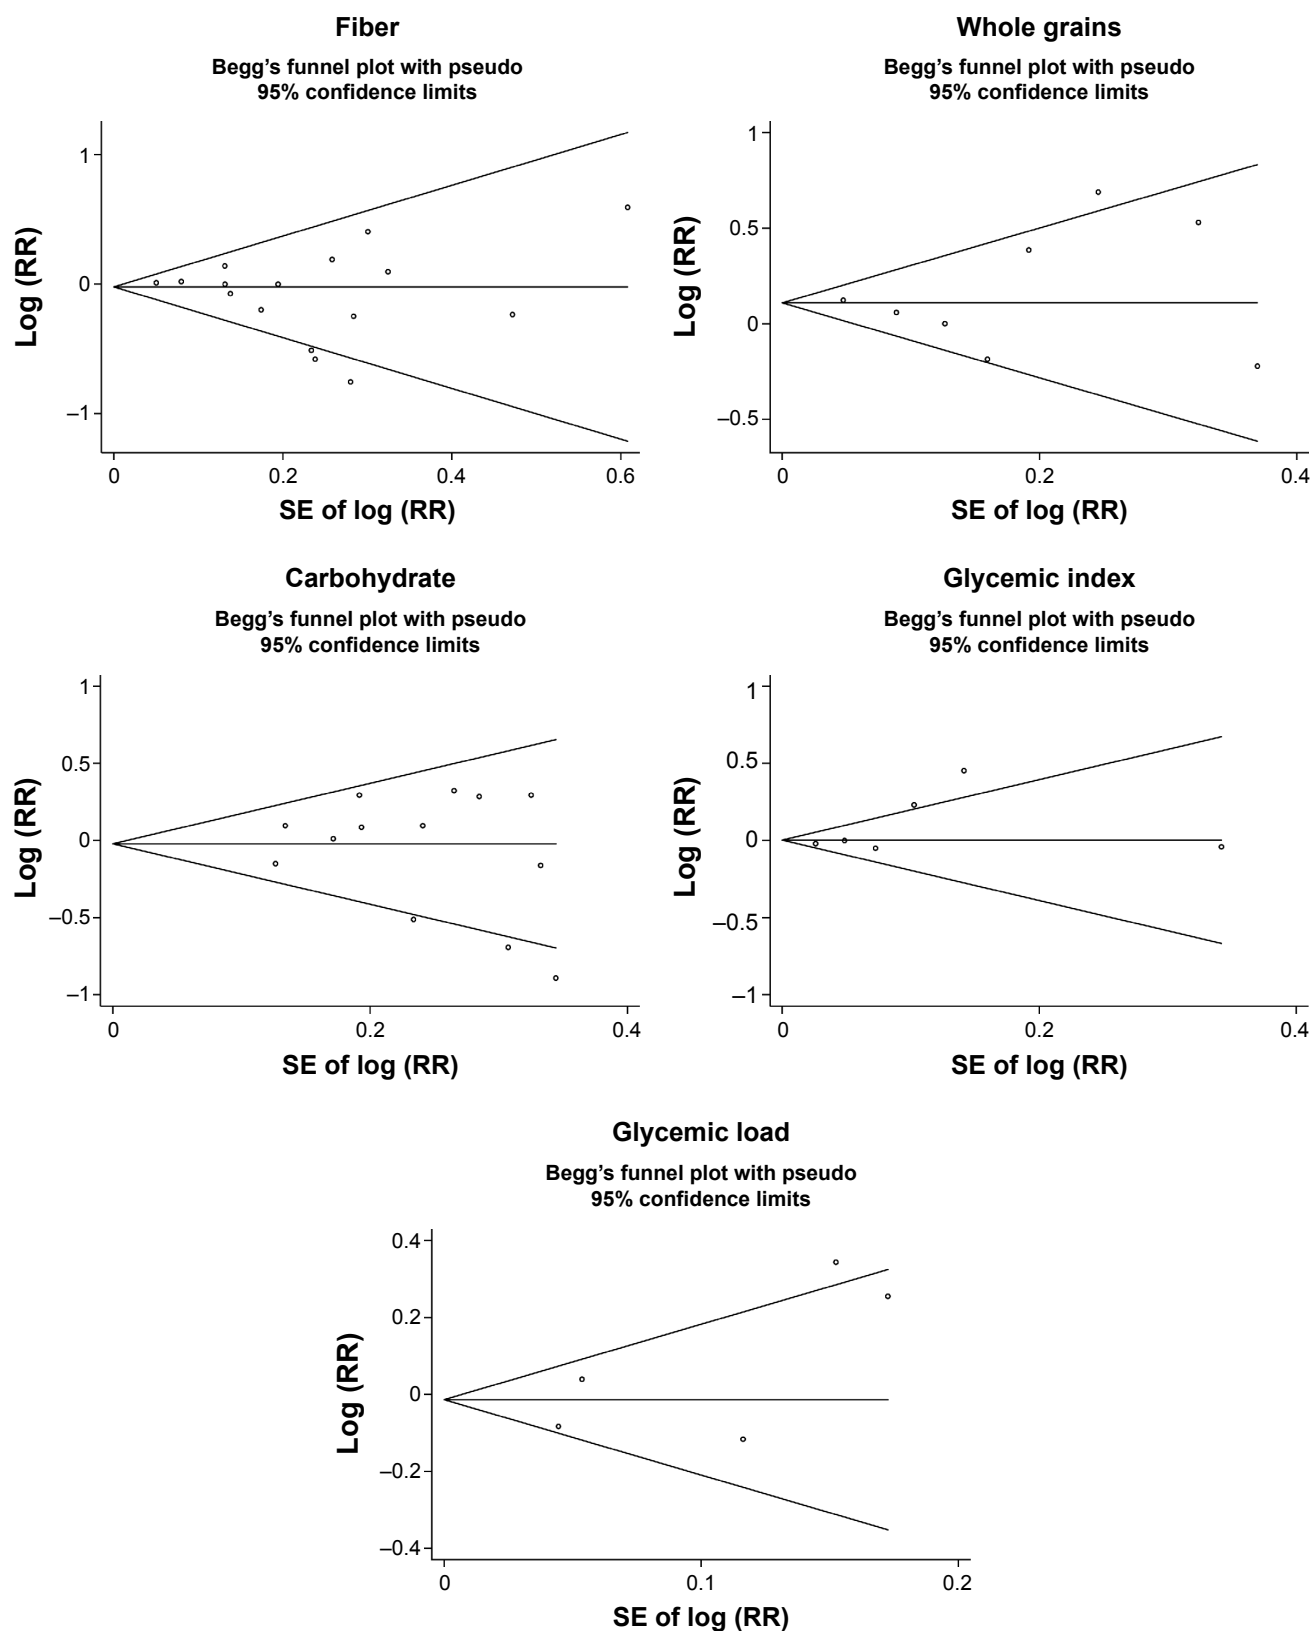 Fiber
Begg’s funnel plot with pseudo
95% confidence limits
1
0
–1
Log (RR)
0 0.2 0.4 0.6
SE of log (RR)
Whole grains
Begg’s funnel plot with pseudo
95% confidence limits
1
0.5
0
–0.5
Log (RR)
0 0.2 0.4
SE of log (RR)
Carbohydrate
Begg’s funnel plot with pseudo
95% confidence limits
1
0.5
0
–0.5
–1
Log (RR)
0 0.2 0.4
SE of log (RR)
Glycemic index
Begg’s funnel plot with pseudo
95% confidence limits
1
0.5
0
–0.5
–1
Log (RR)
0 0.2 0.4
SE of log (RR)
Glycemic load
Begg’s funnel plot with pseudo
95% confidence limits
0.4
0.2
0
–0.2
–0.4
Log (RR)
0 0.1 0.2
SE of log (RR)